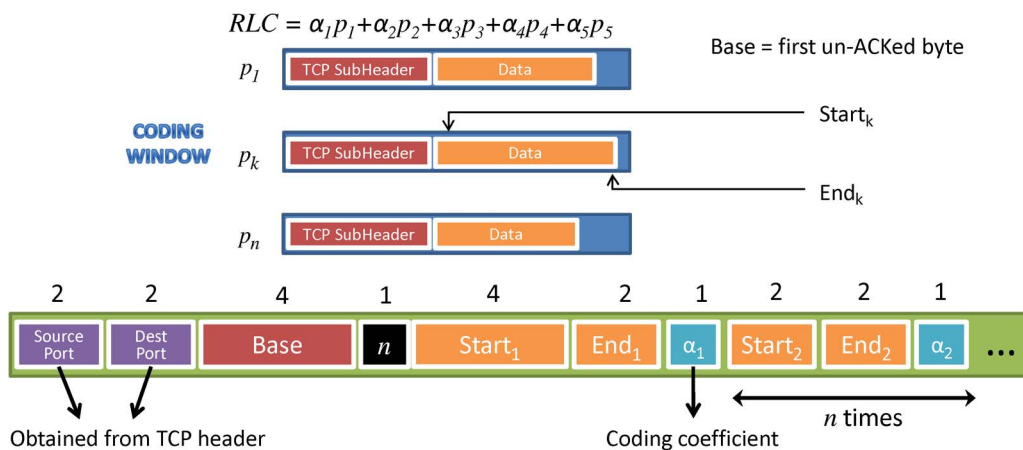 RLC = α₁p₁+α₂p₂+α₃p₃+α₄p₄+α₅p₅
Base = first un-ACKed byte
p₁ TCP SubHeader Data
CODING
WINDOW
Startₖ
pₖ TCP SubHeader Data
Endₖ
pₙ TCP SubHeader Data
2 2 4 1 4 2 1 2 2 1
Source
Port
Dest
Port
Base n Start₁ End₁ α₁ Start₂ End₂ α₂ ...
n times
Obtained from TCP header
Coding coefficient